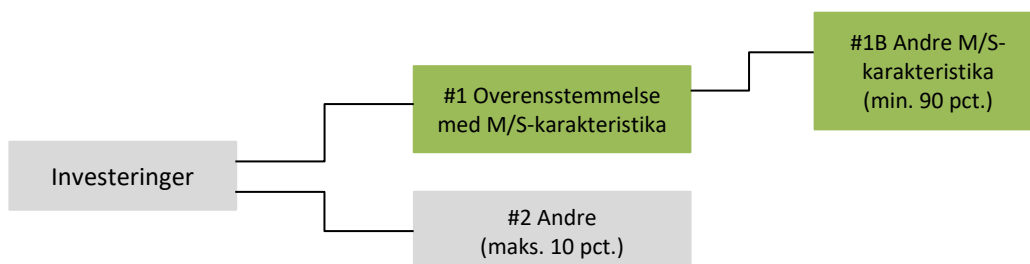 Investeringer
#1 Overensstemmelse
med M/S-karakteristika
#1B Andre M/S-
karakteristika
(min. 90 pct.)
#2 Andre
(maks. 10 pct.)